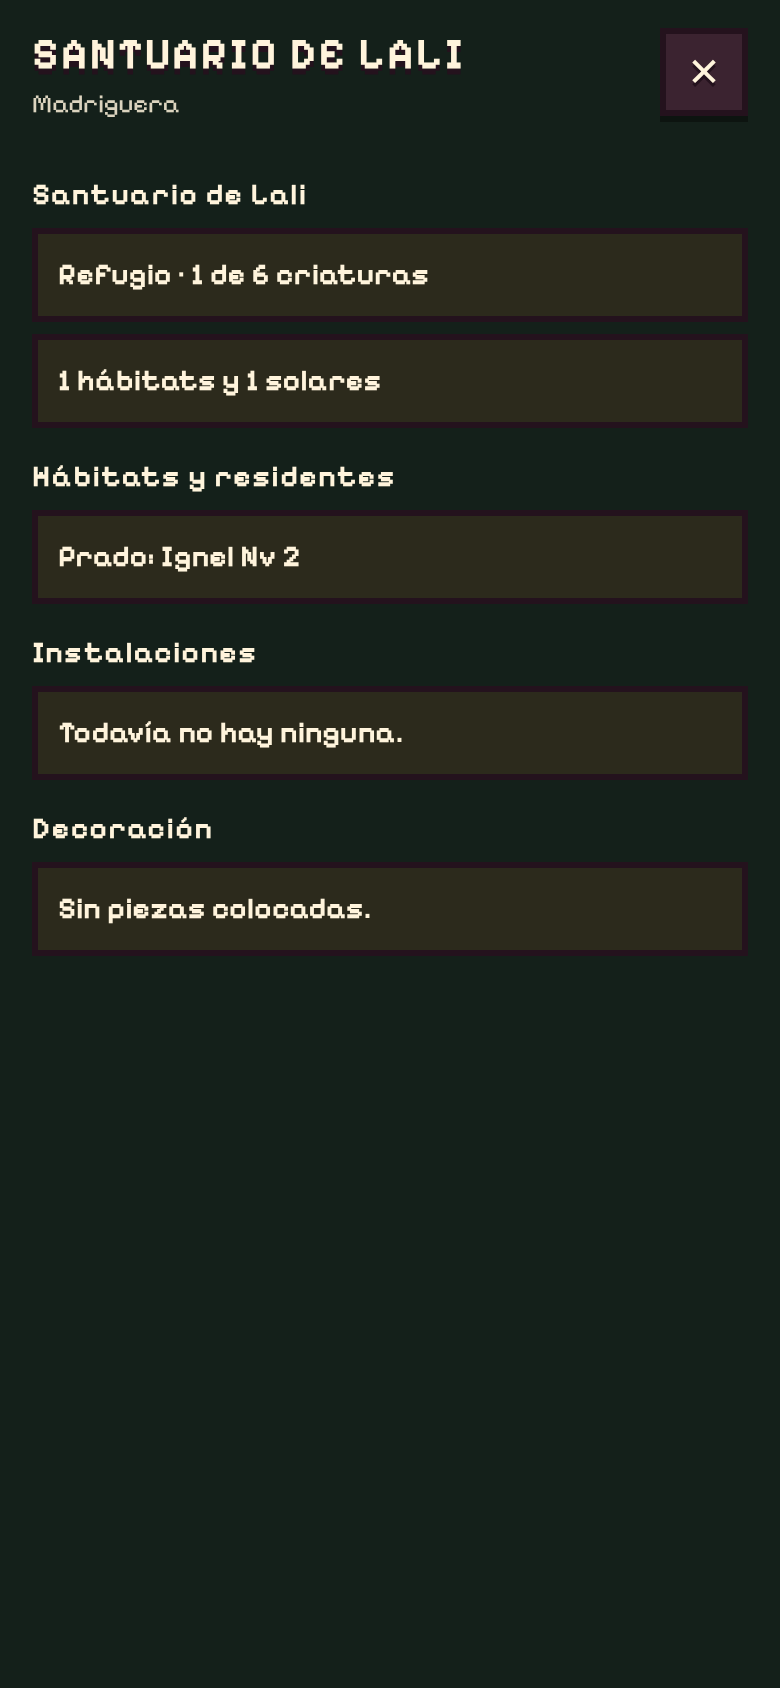 SANTUARIO DE LALI
Madriguera
Santuario de Lali
Refugio · 1 de 6 criaturas
1 hábitats y 1 solares
Hábitats y residentes
Prado: Ignel Nv 2
Instalaciones
Todavía no hay ninguna.
Decoración
Sin piezas colocadas.